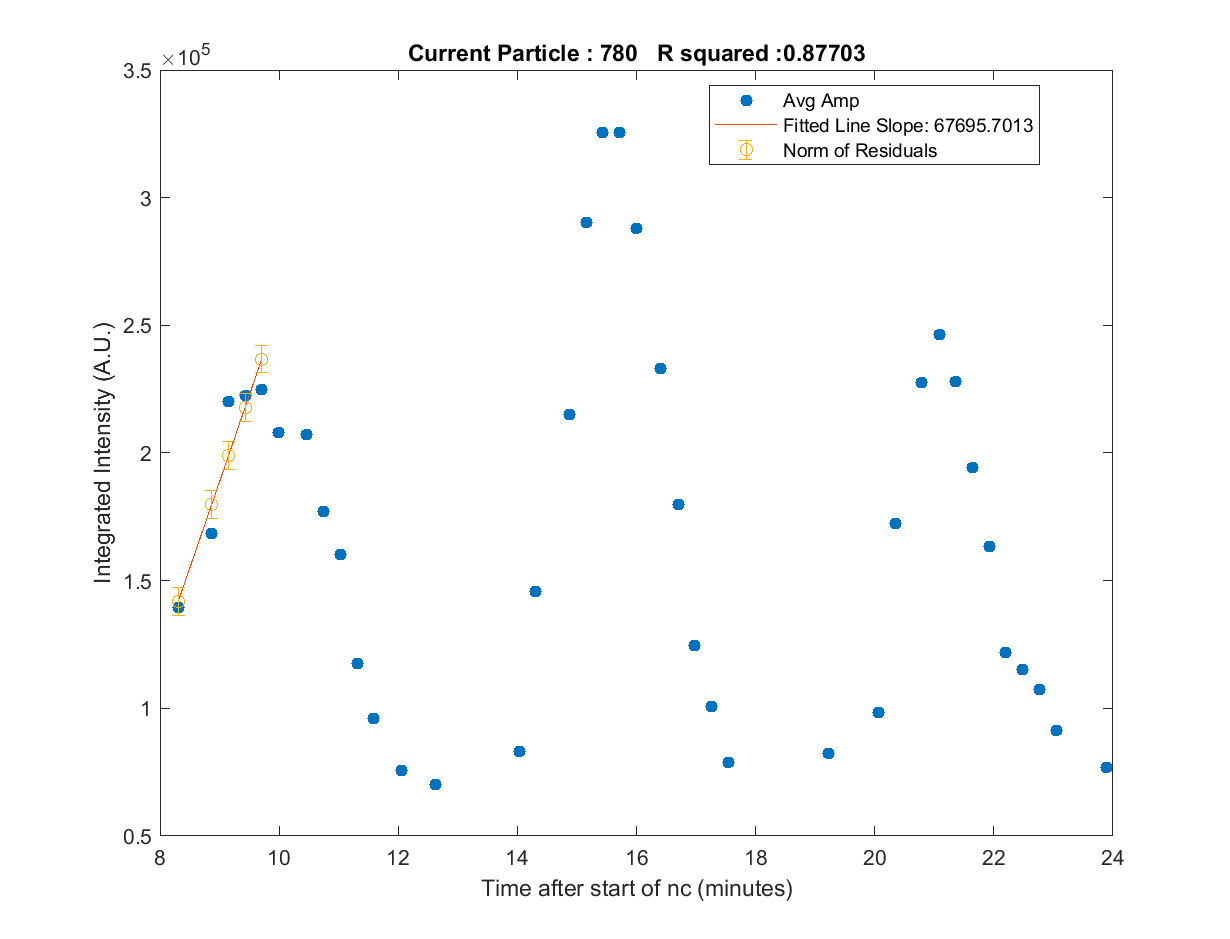 Current Particle : 780 R squared :0.87703
×10^5
3.5
3
2.5
2
1.5
1
0.5
8
10
12
14
16
18
20
22
24
Integrated Intensity (A.U.)
Time after start of nc (minutes)
Avg Amp
Fitted Line Slope: 67695.7013
Norm of Residuals